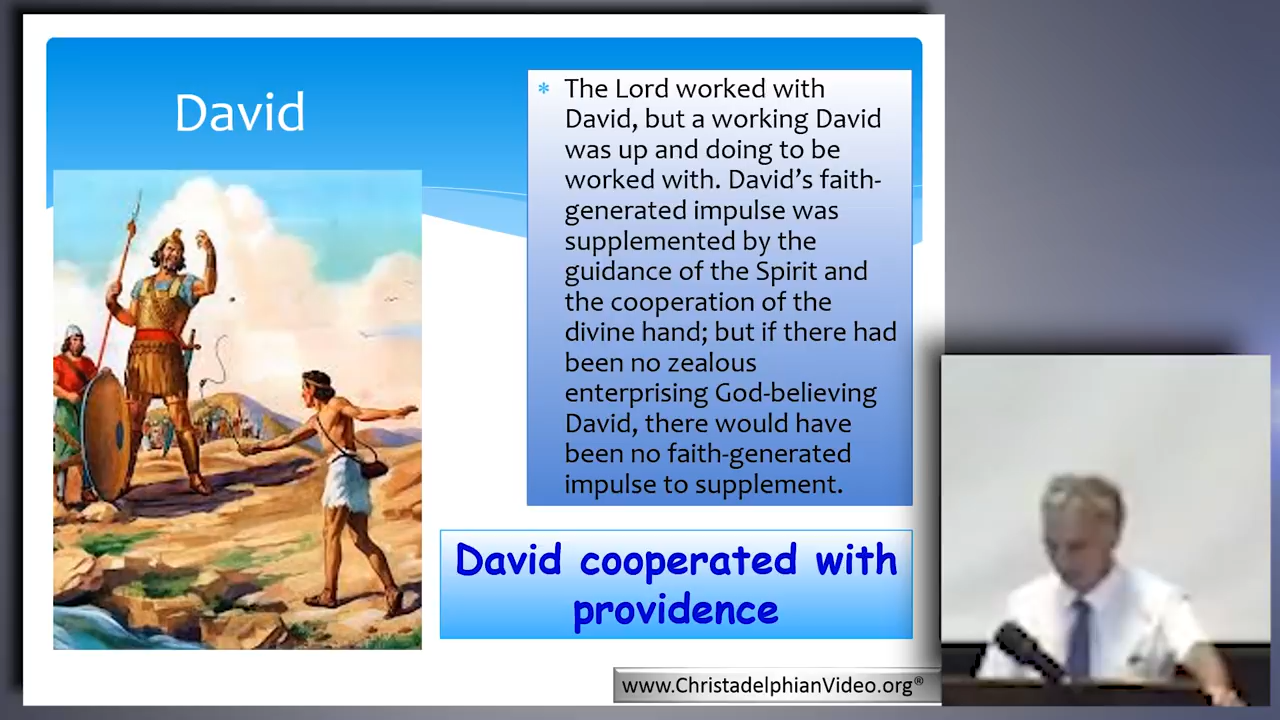 David
* The Lord worked with
David, but a working David
was up and doing to be
worked with. David’s faith-
generated impulse was
supplemented by the
guidance of the Spirit and
the cooperation of the
divine hand; but if there had
been no zealous
enterprising God-believing
David, there would have
been no faith-generated
impulse to supplement.
David cooperated with
providence
www.ChristadelphianVideo.org®